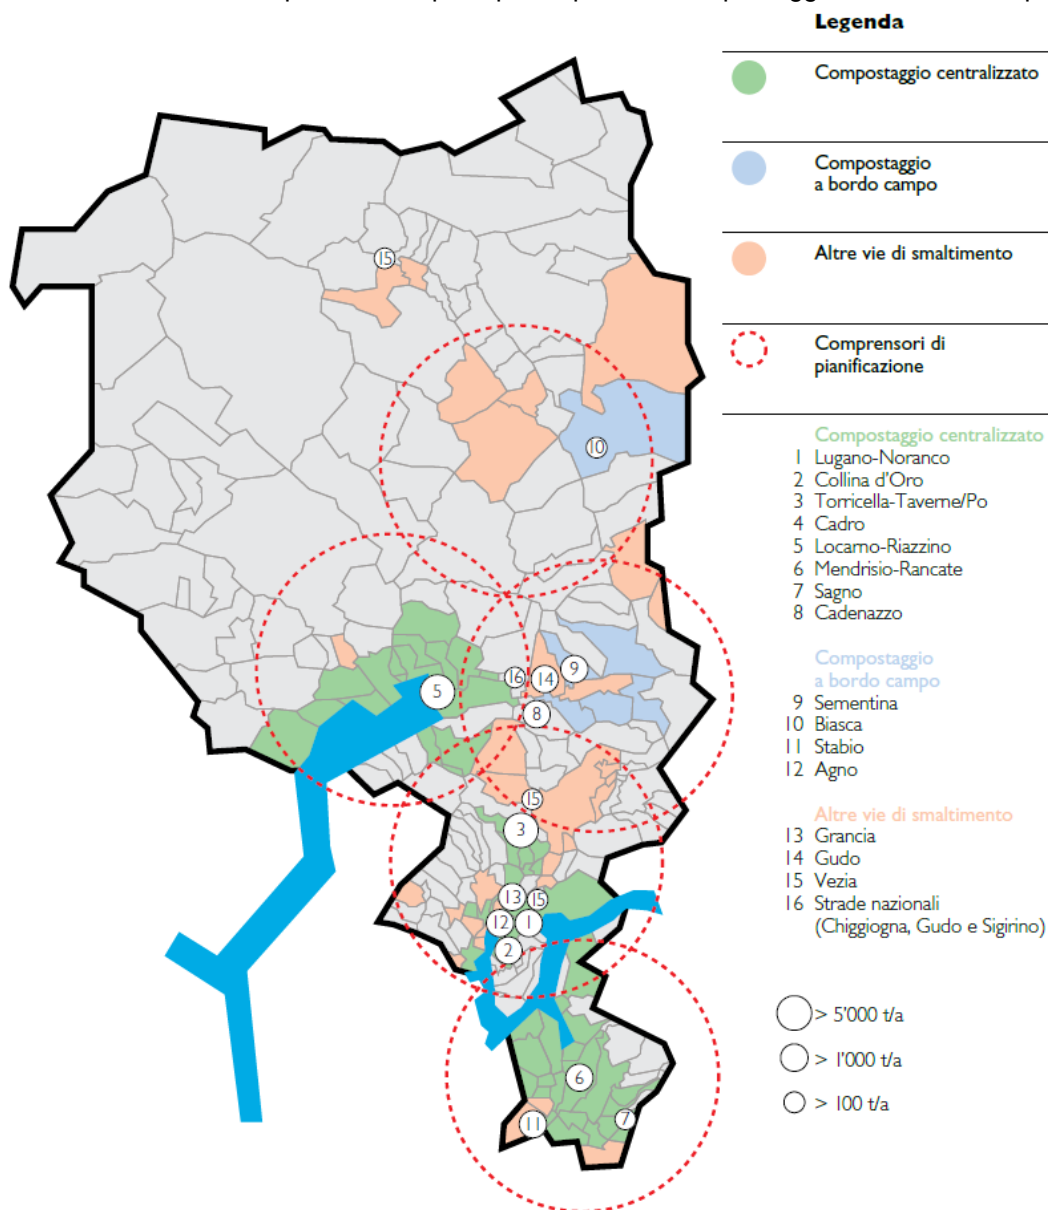 Legenda
Compostaggio centralizzato
Compostaggio
a bordo campo
Altre vie di smaltimento
Comprensori di
pianificazione
Compostaggio centralizzato
1 Lugano-Noranco
2 Collina d'Oro
3 Torricella-Taverne/Po
4 Cadro
5 Locarno-Riazzino
6 Mendrisio-Rancate
7 Sagno
8 Cadenazzo
Compostaggio
a bordo campo
9 Sementina
10 Biasca
11 Stabio
12 Agno
Altre vie di smaltimento
13 Grancia
14 Gudo
15 Vezia
16 Strade nazionali
(Chiggiogna, Gudo e Sigirino)
> 5'000 t/a
> 1'000 t/a
> 100 t/a
15
10
9
16
14
5
8
15
3
13
15
12
1
2
6
7
11